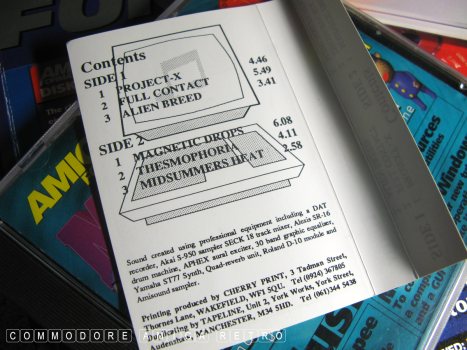 Contents
SIDE 1
1 PROJECT-X 4.46
2 FULL CONTACT 5.49
3 ALIEN BREED 3.41
SIDE 2
1 MAGNETIC DROPS 6.08
2 THESMOPHORIA 4.11
3 MIDSUMMERS HEAT 2.58
Sound created using professional equipment including a DAT
recorder, Akai S-950 sampler SECK 18 track mixer, Alexis SR-16
drum machine, APHEX aural exciter, 30 band graphic equaliser,
Yamaha ST77 Synth, Quad-reverb unit, Roland D-10 module and
Amisound sampler.
Printing produced by CHERRY PRINT, 3 Tadman Street,
Thornes Lane, WAKEFIELD, WF1 5QU. Tel (0924) 367885
Duplicating by TAPELINE, Unit 2, York Works, York Street,
Audenshaw, MANCHESTER, M34 5HD. Tel (061) 344 5438
Windows
COMMODORE
RETRO